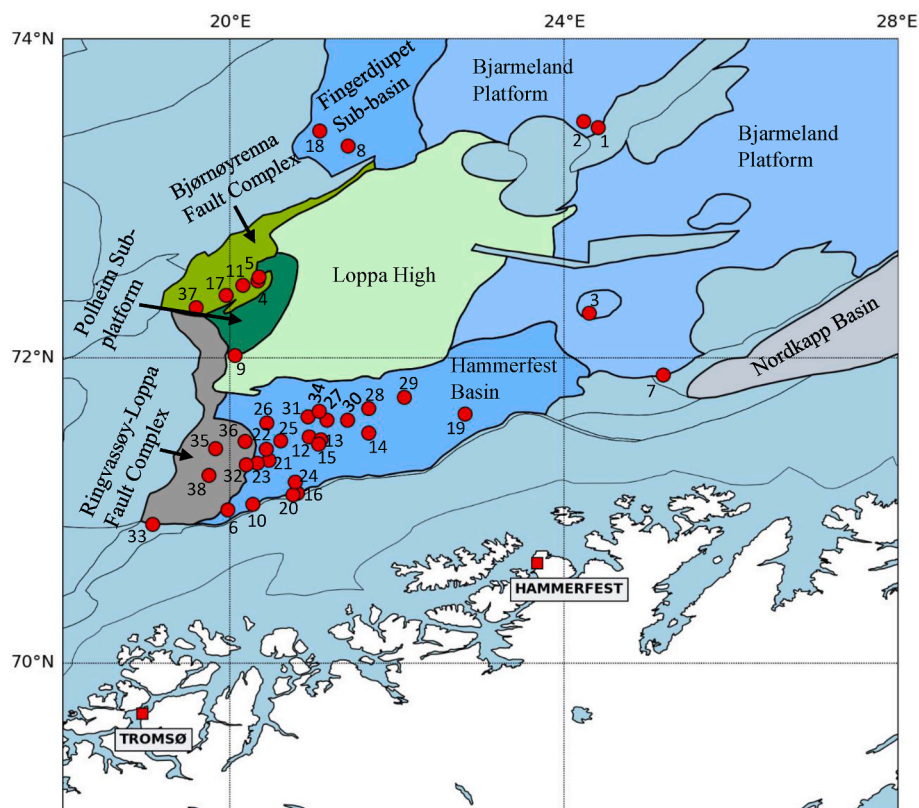 20°E
24°E
28°E
74°N
72°N
70°N
Fingerdjupet
Sub-basin
Bjarmeland
Platform
Bjarmeland
Platform
18
8
2
1
Bjørnøyrenna
Fault Complex
Polheim Sub-
platform
Loppa High
5
11
17
4
37
3
9
7
Nordkapp Basin
Hammerfest
Basin
Ringvassøy-Loppa
Fault Complex
34
27
30
28
29
31
26
25
22
36
35
12
13
15
14
19
32
23
21
38
24
16
20
10
6
33
HAMMERFEST
TROMSØ